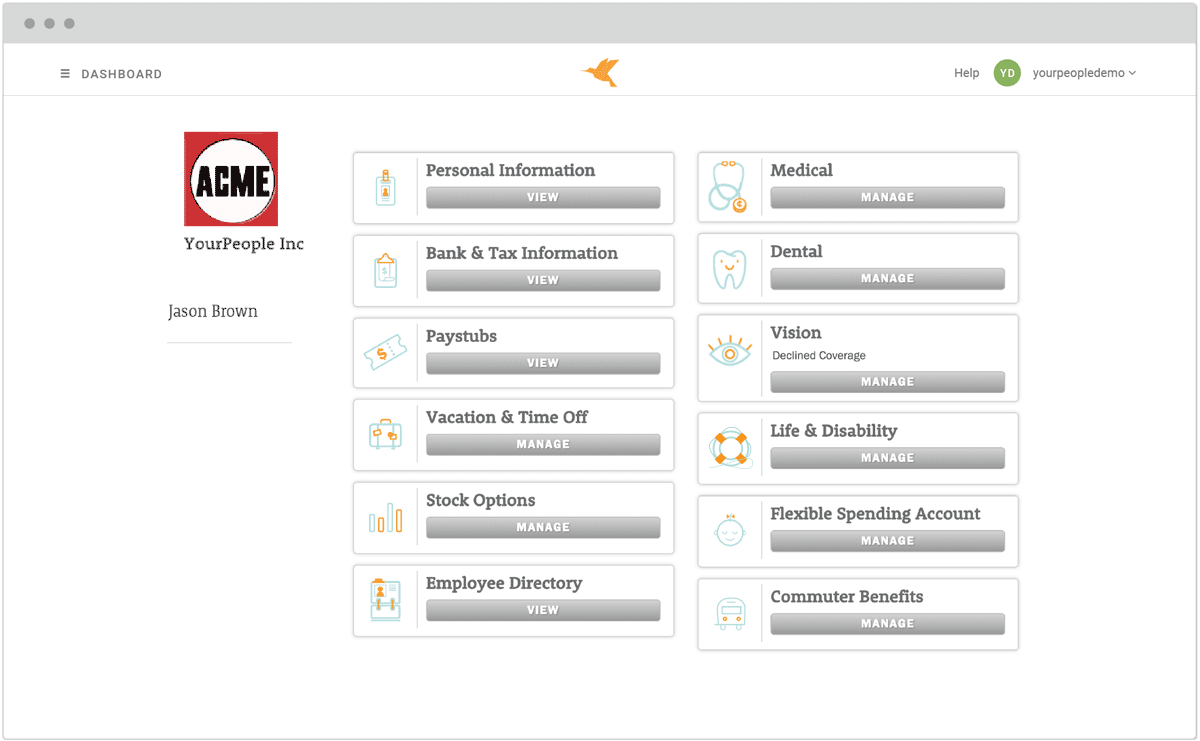 DASHBOARD
Help
YD
yourpeopledemo
ACME
YourPeople Inc
Jason Brown
Personal Information
VIEW
Bank & Tax Information
VIEW
Paystubs
VIEW
Vacation & Time Off
MANAGE
Stock Options
MANAGE
Employee Directory
VIEW
Medical
MANAGE
Dental
MANAGE
Vision
Declined Coverage
MANAGE
Life & Disability
MANAGE
Flexible Spending Account
MANAGE
Commuter Benefits
MANAGE